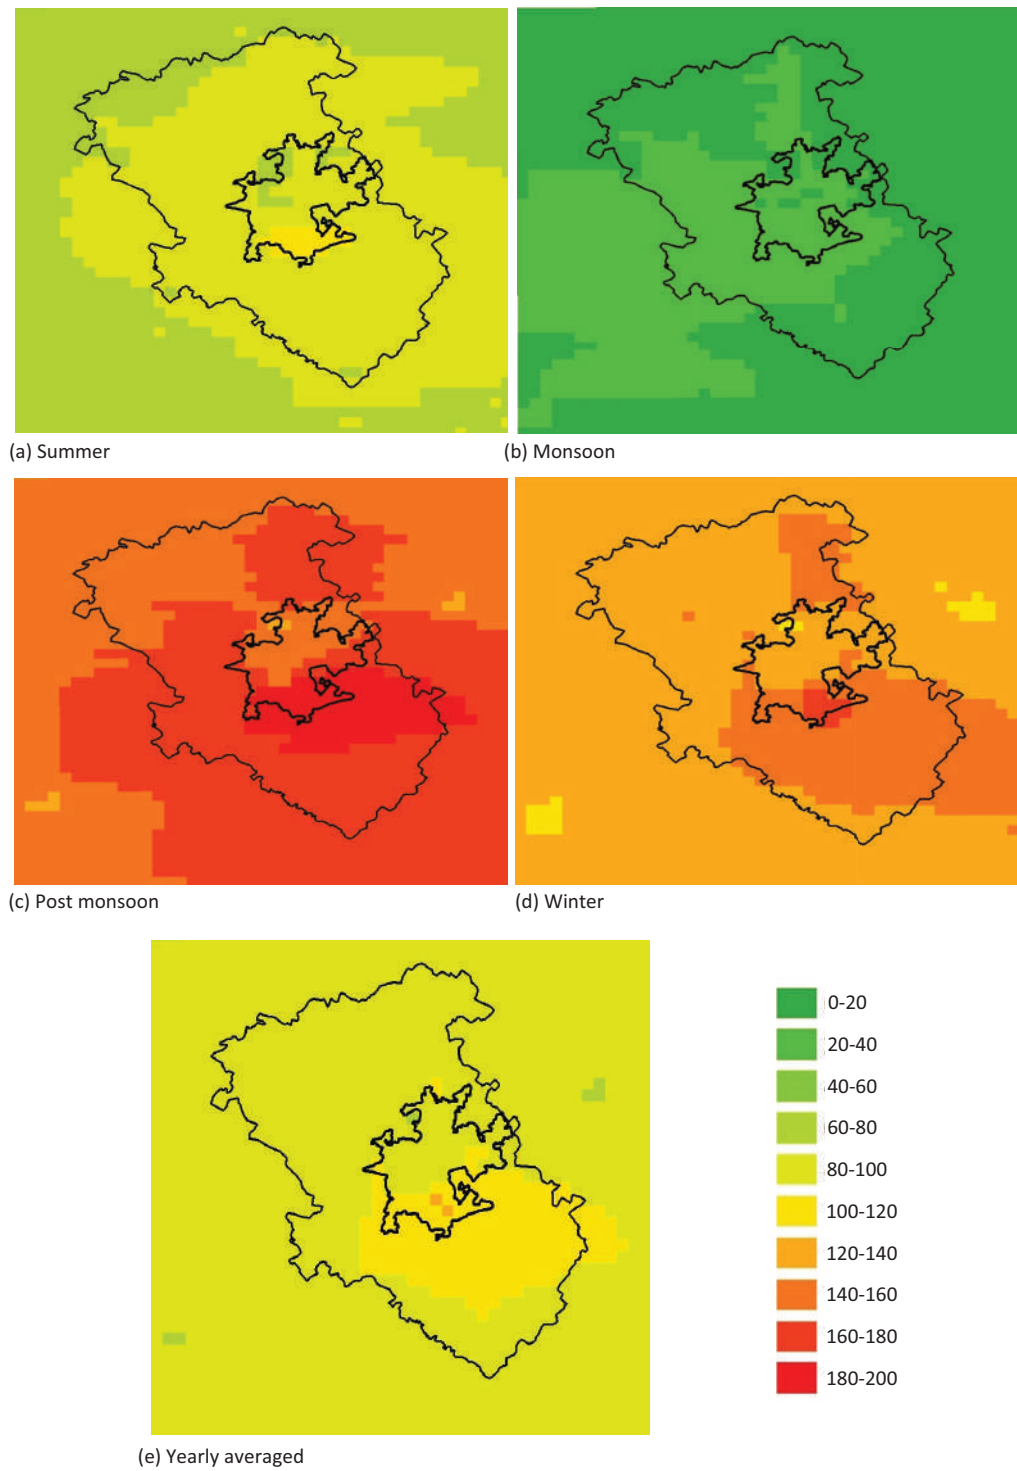 (a) Summer
(b) Monsoon
(c) Post monsoon
(d) Winter
0-20
20-40
40-60
60-80
80-100
100-120
120-140
140-160
160-180
180-200
(e) Yearly averaged